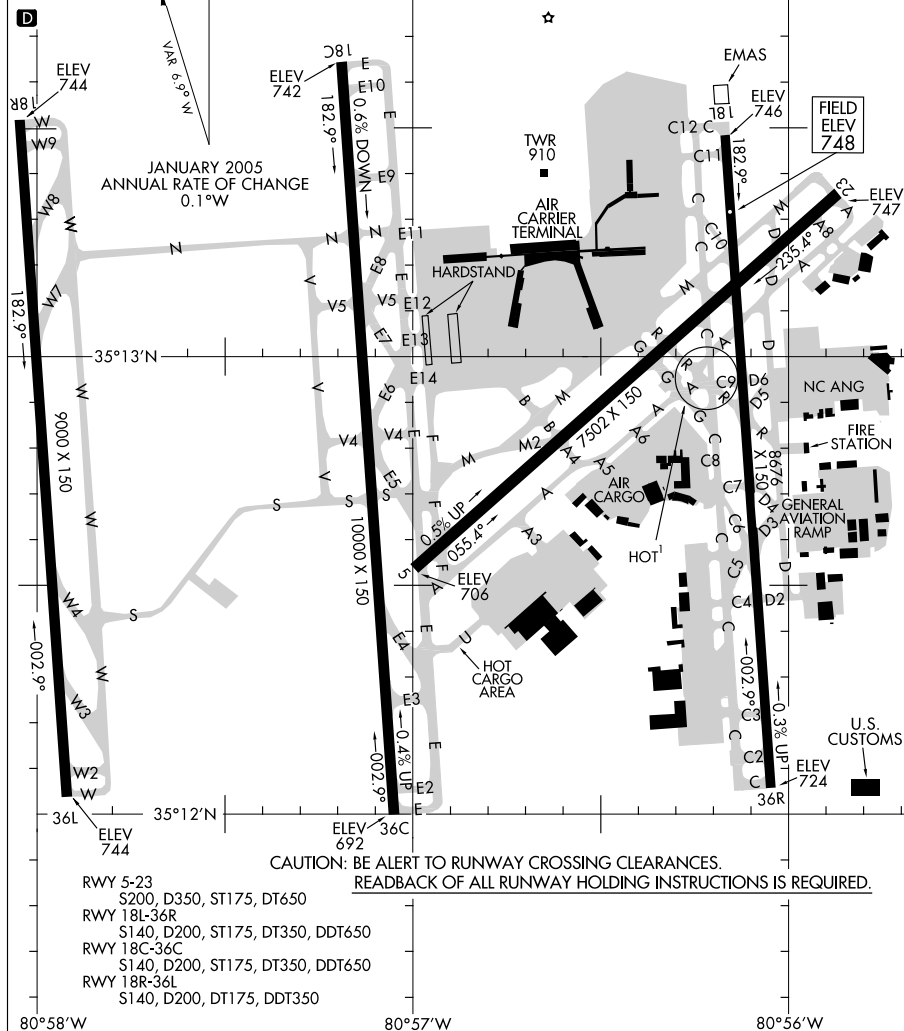 D
VAR 6.9° W
JANUARY 2005
ANNUAL RATE OF CHANGE
0.1°W
18R
ELEV
744
W
W9
W8
W
W7
182.9°
W
9000 X 150
W
W4
002.9°
W
W3
W2
W
36L
ELEV
744
N
N
N
V
V5
V5
V
V4
V4
V
S
S
S
S
18C
ELEV
742
E
E10
E
182.9°
0.6% DOWN
E9
E11
E8
E
E12
E7
E13
E14
E6
E
E5
10000 X 150
E4
E
E3
0.4% UP
002.9°
E
E2
E
ELEV
692
36C
TWR
910
AIR
CARRIER
TERMINAL
HARDSTAND
35°13'N
F
F
F
M
M2
B
B
M
M
M
G
R
G
R
A
R
G
C
A
5
0.5% UP
055.4°
7502 X 150
235.4°
23
ELEV
747
ELEV
706
A
A
A3
A4
A5
A6
A
A
A8
A
AIR
CARGO
HOT 1
U
HOT
CARGO
AREA
EMAS
18L
ELEV
746
FIELD
ELEV
748
C12
C
C11
182.9°
C
C10
C
D
D
D
C9
D6
D5
R
C
C8
C7
8676
X 150
D4
D3
C6
C
C5
D
C4
D2
C
002.9°
0.3% UP
C3
C
C2
C
36R
ELEV
724
NC ANG
FIRE
STATION
GENERAL
AVIATION
RAMP
U.S.
CUSTOMS
35°12'N
CAUTION: BE ALERT TO RUNWAY CROSSING CLEARANCES.
READBACK OF ALL RUNWAY HOLDING INSTRUCTIONS IS REQUIRED.
RWY 5-23
S200, D350, ST175, DT650
RWY 18L-36R
S140, D200, ST175, DT350, DDT650
RWY 18C-36C
S140, D200, ST175, DT350, DDT650
RWY 18R-36L
S140, D200, DT175, DDT350
80°58'W
80°57'W
80°56'W